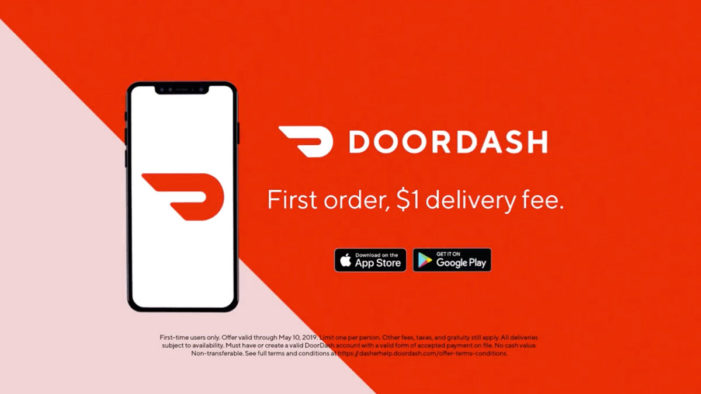 DOORDASH
First order, $1 delivery fee.
Download on the
App Store
GET IT ON
Google Play
First-time users only. Offer valid through May 10, 2019. Limit one per person. Other fees, taxes, and gratuity still apply. All deliveries
subject to availability. Must have or create a valid DoorDash account with a valid form of accepted payment on file. No cash value.
Non-transferable. See full terms and conditions at https://dasherhelp.doordash.com/offer-terms-conditions.